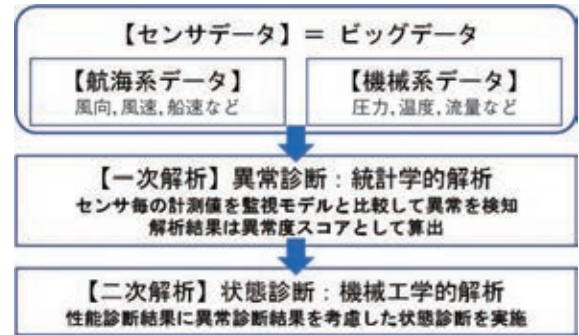 【センサデータ】＝ ビッグデータ
【航海系データ】
風向，風速，船速など
【機械系データ】
圧力，温度，流量など
【一次解析】異常診断：統計学的解析
センサ毎の計測値を監視モデルと比較して異常を検知
解析結果は異常度スコアとして算出
【二次解析】状態診断：機械工学的解析
性能診断結果に異常診断結果を考慮した状態診断を実施